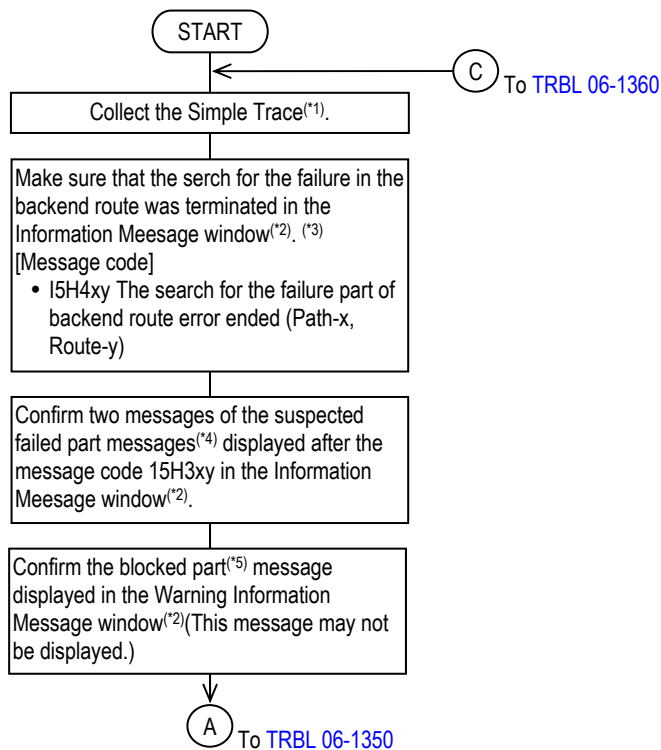 START
C
To TRBL 06-1360
Collect the Simple Trace(*1).
Make sure that the serch for the failure in the
backend route was terminated in the
Information Meesage window(*2). (*3)
[Message code]
• I5H4xy The search for the failure part of
backend route error ended (Path-x,
Route-y)
Confirm two messages of the suspected
failed part messages(*4) displayed after the
message code 15H3xy in the Information
Meesage window(*2).
Confirm the blocked part(*5) message
displayed in the Warning Information
Message window(*2)(This message may not
be displayed.)
A
To TRBL 06-1350